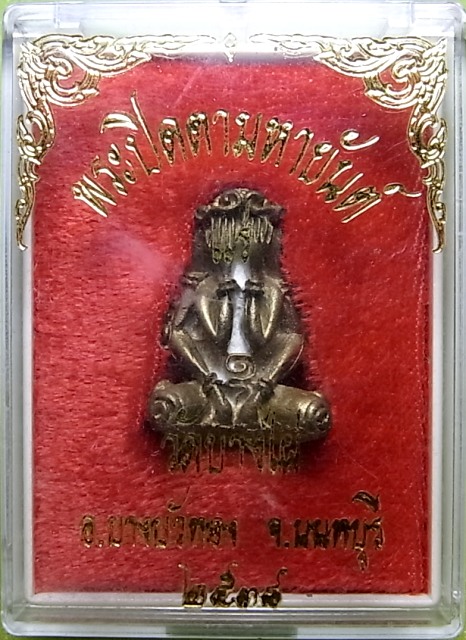 พระปิดตามหายันต์
วัดบางไผ่
อ.บางบัวทอง จ.นนทบุรี
๒๕๓๘